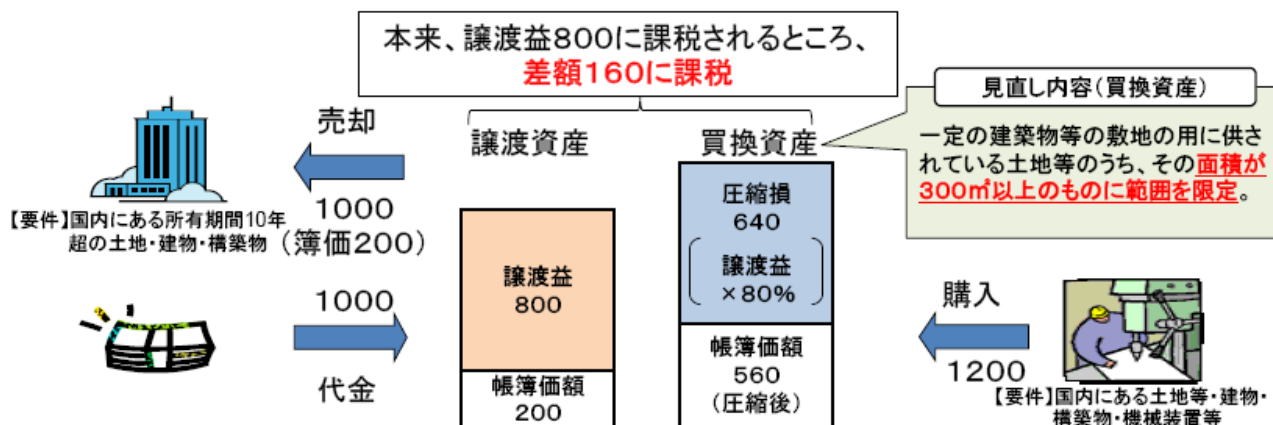 本来、譲渡益800に課税されるところ、
差額160に課税
見直し内容(買換資産)
一定の建築物等の敷地の用に供さ
れている土地等のうち、その面積が
300㎡以上のものに範囲を限定。
売却
1000
(簿価200)
【要件】国内にある所有期間10年
超の土地・建物・構築物
1000
代金
譲渡資産
譲渡益
800
帳簿価額
200
買換資産
圧縮損
640
譲渡益
×80%
帳簿価額
560
(圧縮後)
購入
1200
【要件】国内にある土地等・建物・
構築物・機械装置等